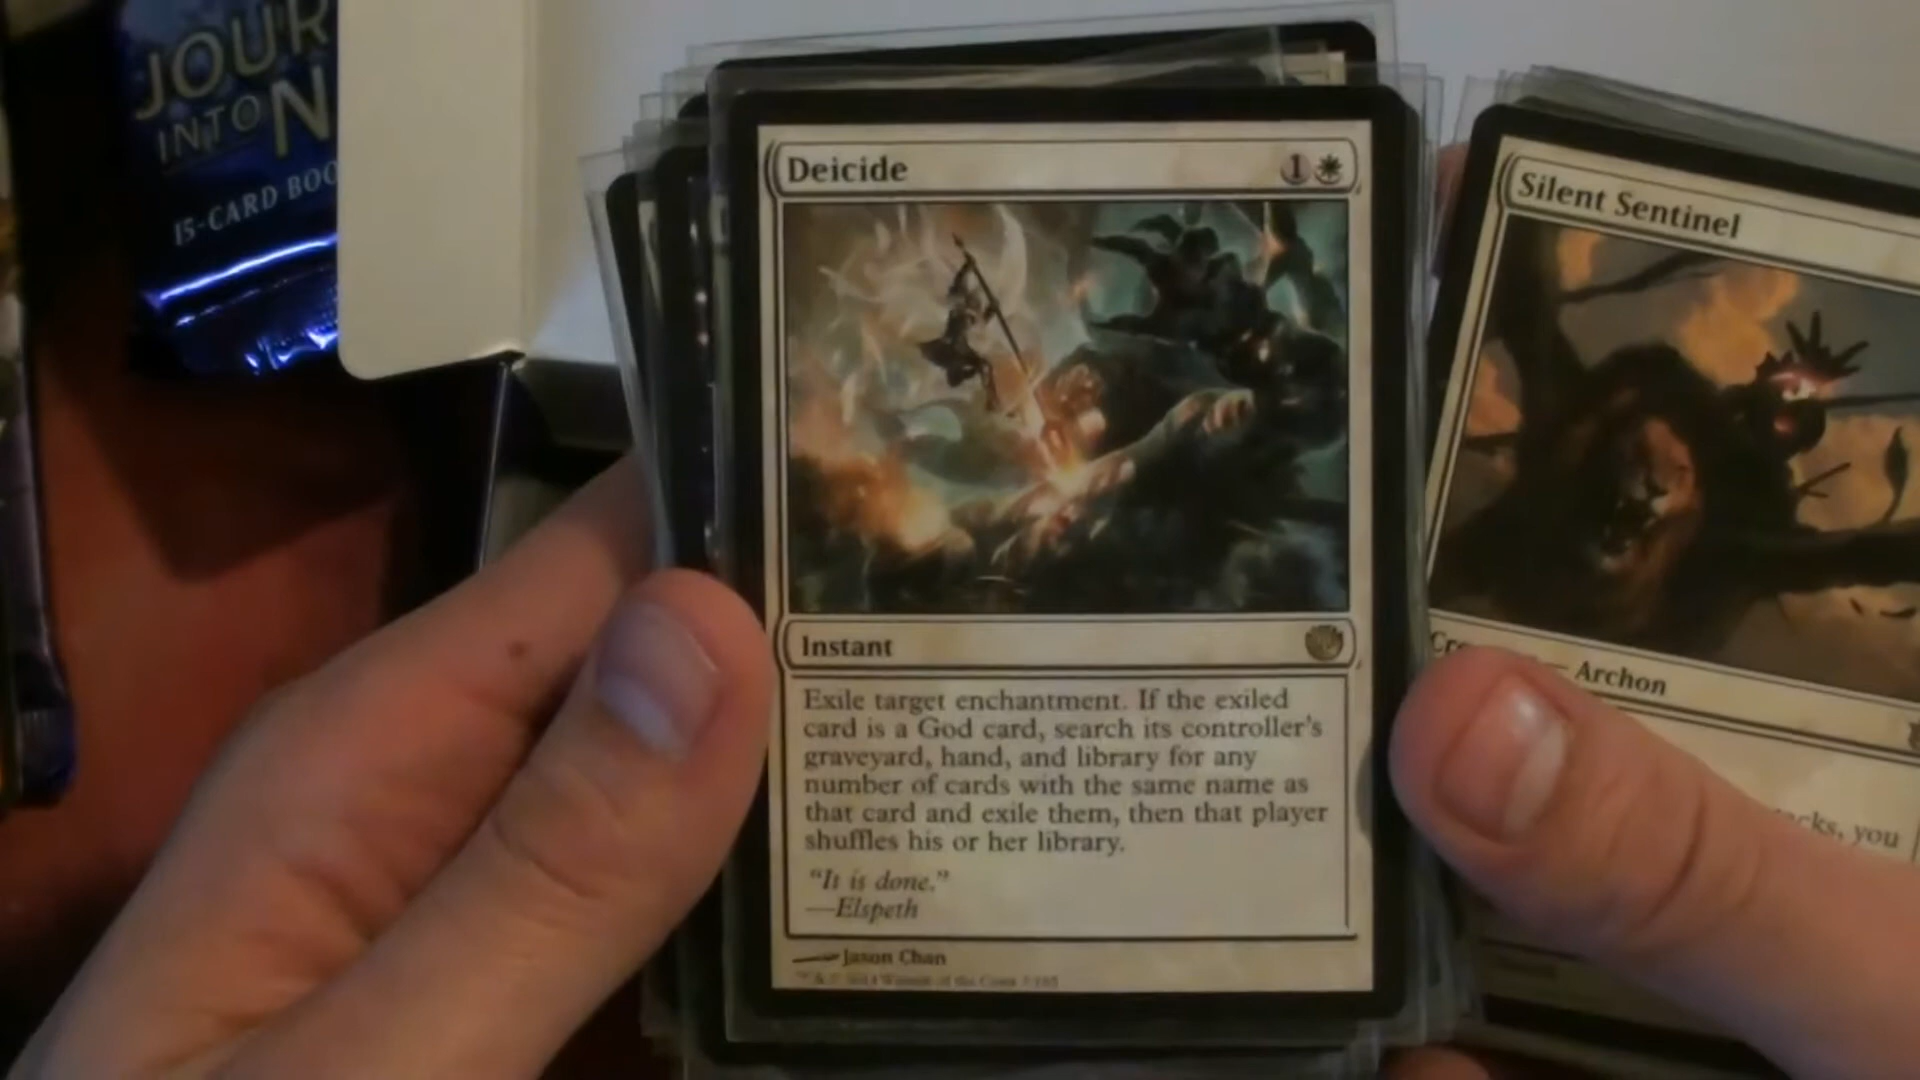 JOUR
INTO N
15-CARD BOO
Deicide
1
Silent Sentinel
Instant
Archon
Exile target enchantment. If the exiled
card is a God card, search its controller's
graveyard, hand, and library for any
number of cards with the same name as
that card and exile them, then that player
shuffles his or her library.
"It is done."
—Elspeth
Jason Chan
acks, you